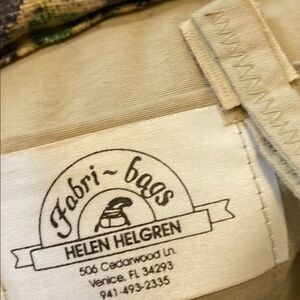 Fabri~bags
HELEN HELGREN
506 Cedarwood Ln.
Venice, FL 34293
941-493-2335